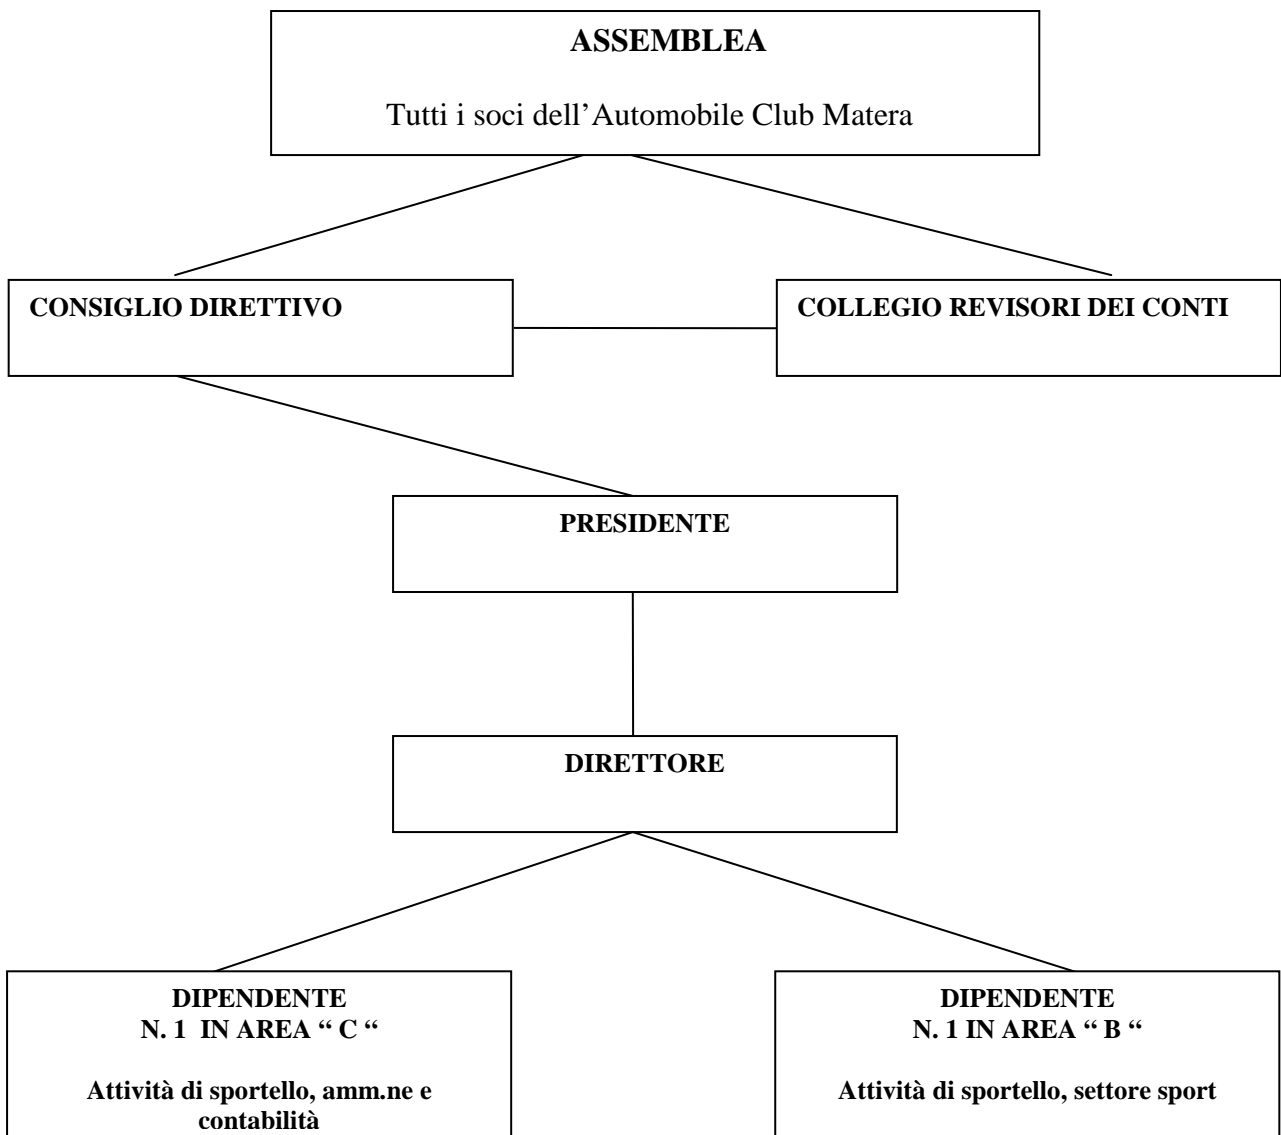 ASSEMBLEA
Tutti i soci dell’Automobile Club Matera
CONSIGLIO DIRETTIVO
COLLEGIO REVISORI DEI CONTI
PRESIDENTE
DIRETTORE
DIPENDENTE
N. 1  IN AREA “ C “
Attività di sportello, amm.ne e
contabilità
DIPENDENTE
N. 1 IN AREA “ B “
Attività di sportello, settore sport